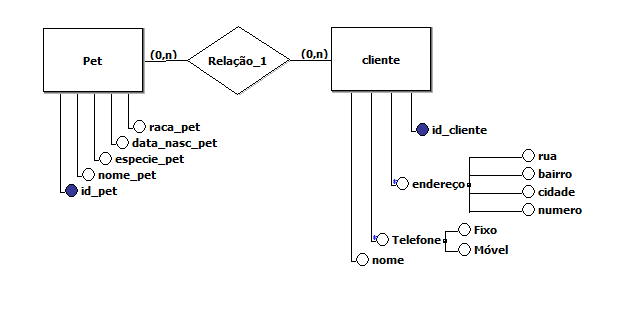 Pet
(0,n)
Relação_1
(0,n)
cliente
raca_pet
data_nasc_pet
especie_pet
nome_pet
id_pet
id_cliente
endereço
rua
bairro
cidade
numero
Telefone
Fixo
Móvel
nome